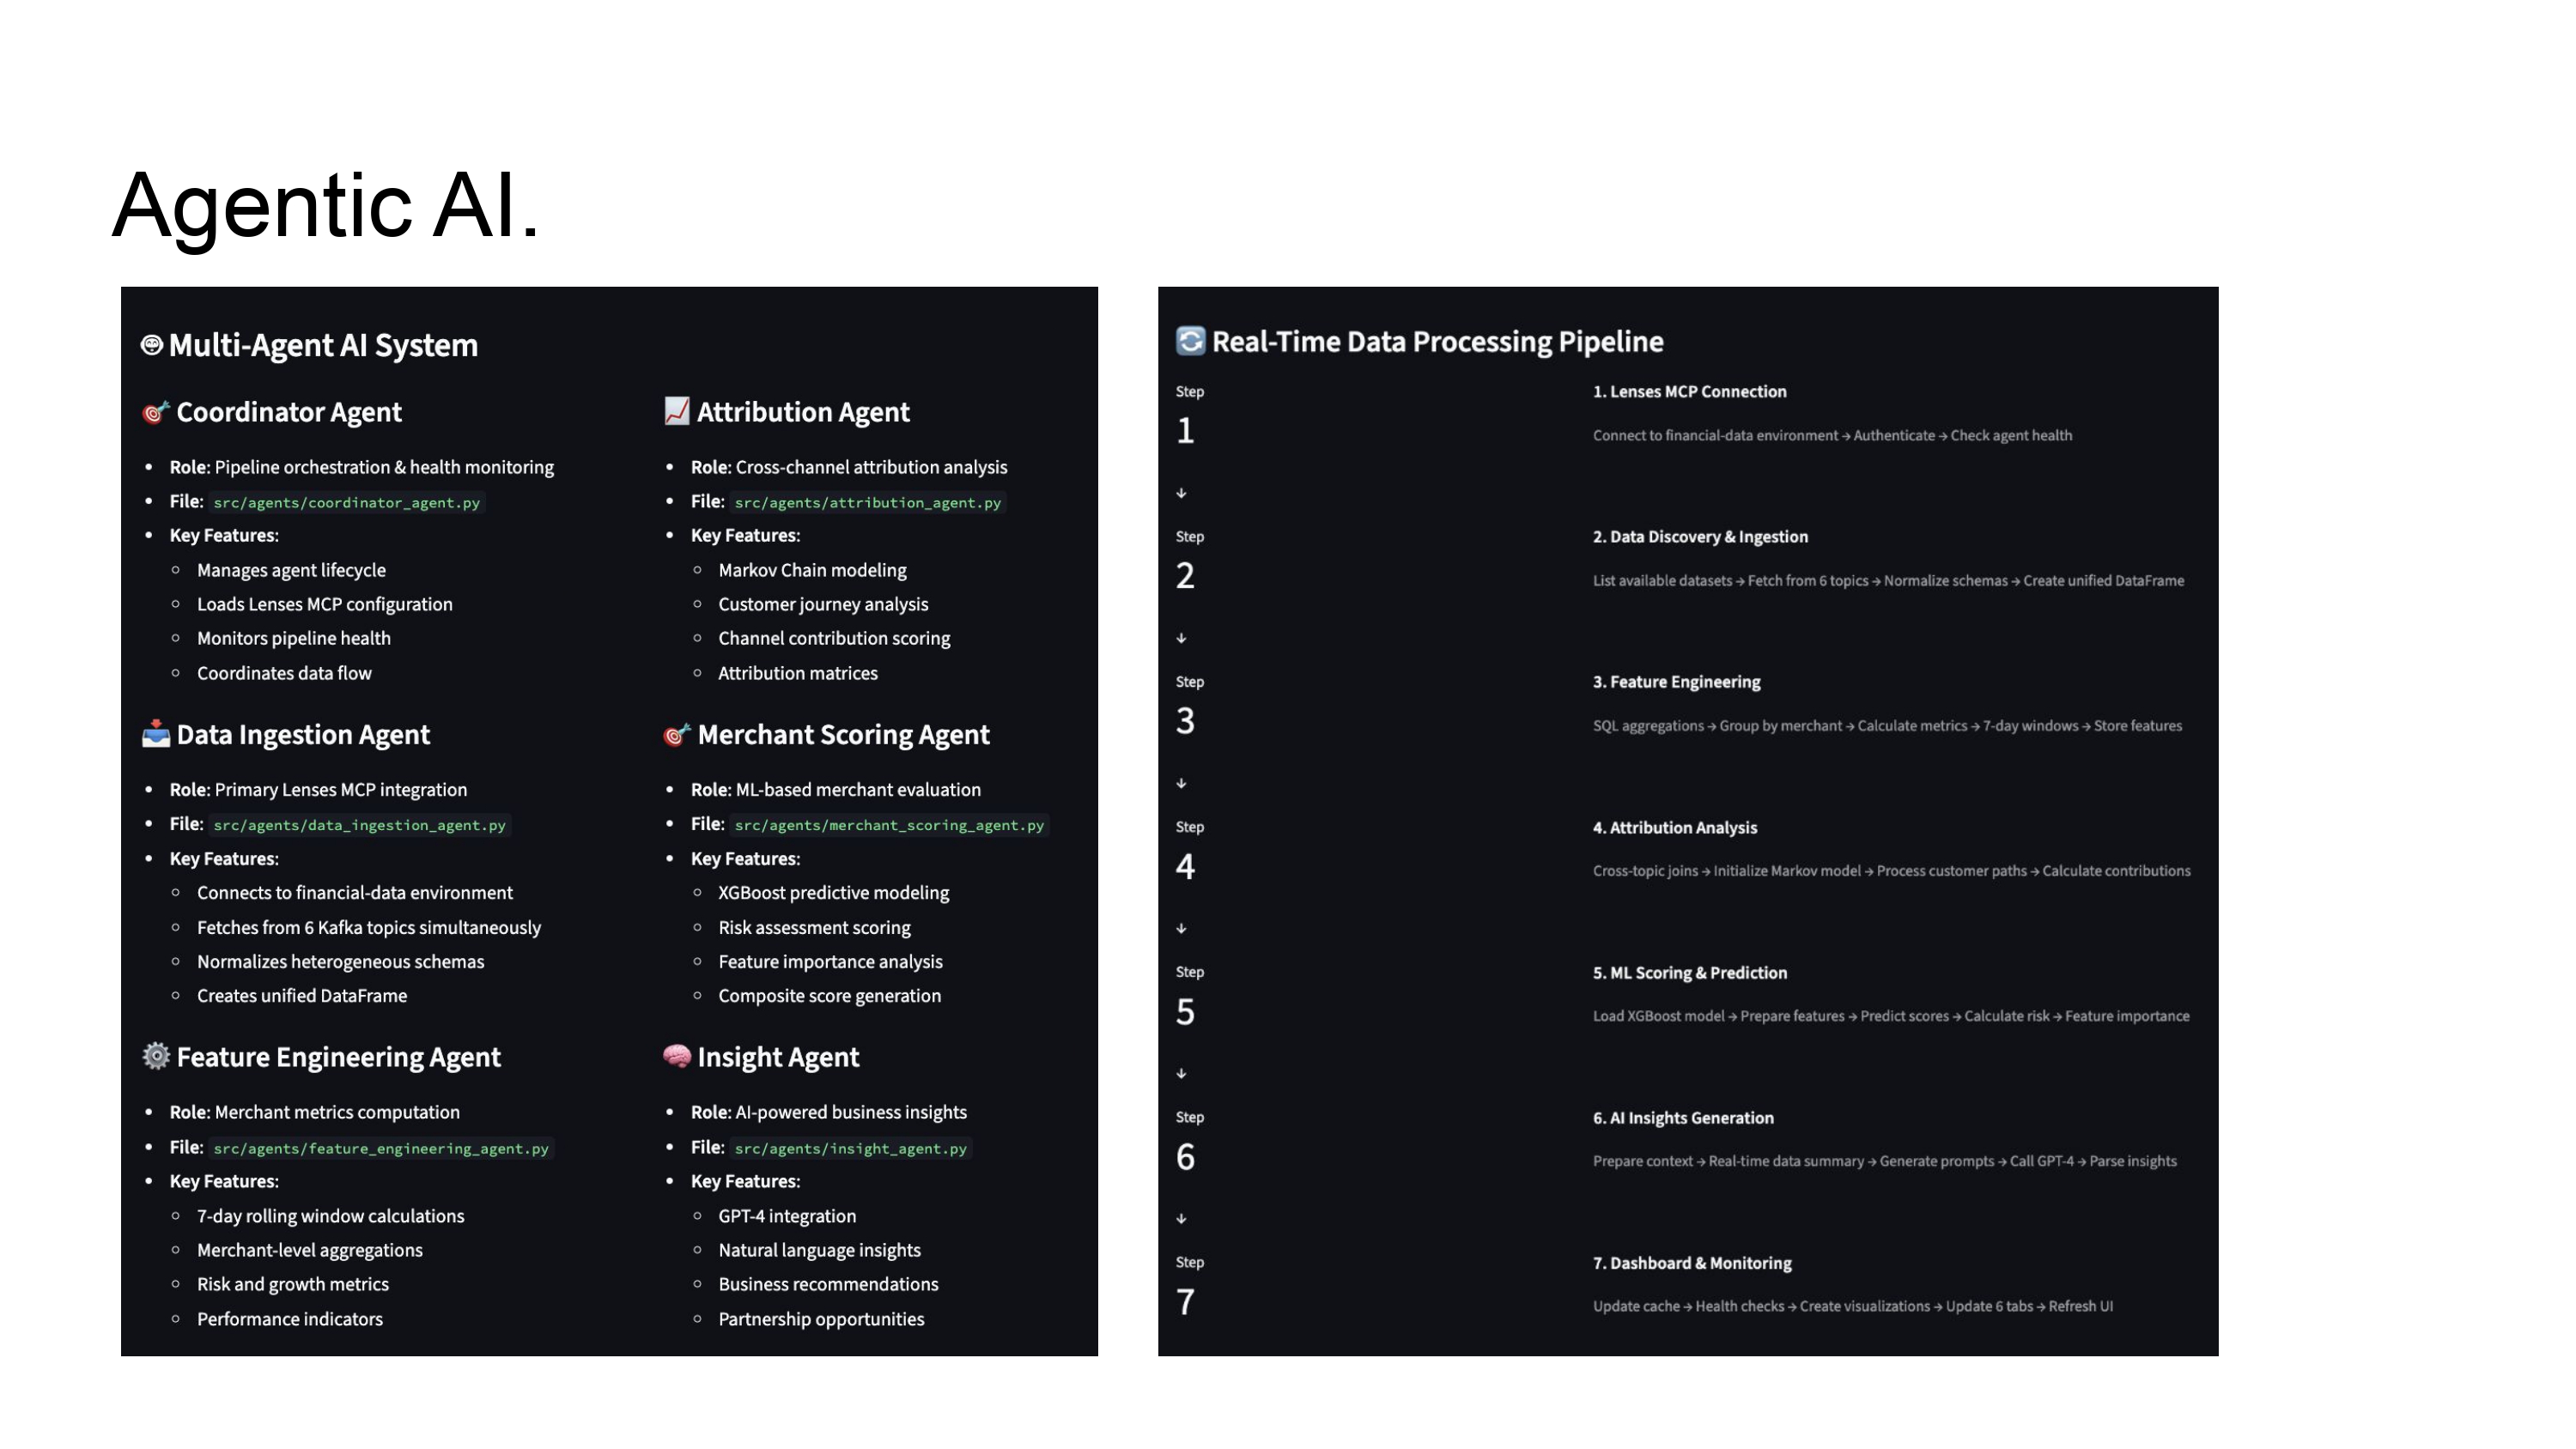 Agentic AI.
Multi-Agent AI System
Coordinator Agent
Role: Pipeline orchestration & health monitoring
File: src/agents/coordinator_agent.py
Key Features:
Manages agent lifecycle
Loads Lenses MCP configuration
Monitors pipeline health
Coordinates data flow
Data Ingestion Agent
Role: Primary Lenses MCP integration
File: src/agents/data_ingestion_agent.py
Key Features:
Connects to financial-data environment
Fetches from 6 Kafka topics simultaneously
Normalizes heterogeneous schemas
Creates unified DataFrame
Feature Engineering Agent
Role: Merchant metrics computation
File: src/agents/feature_engineering_agent.py
Key Features:
7-day rolling window calculations
Merchant-level aggregations
Risk and growth metrics
Performance indicators
Attribution Agent
Role: Cross-channel attribution analysis
File: src/agents/attribution_agent.py
Key Features:
Markov Chain modeling
Customer journey analysis
Channel contribution scoring
Attribution matrices
Merchant Scoring Agent
Role: ML-based merchant evaluation
File: src/agents/merchant_scoring_agent.py
Key Features:
XGBoost predictive modeling
Risk assessment scoring
Feature importance analysis
Composite score generation
Insight Agent
Role: AI-powered business insights
File: src/agents/insight_agent.py
Key Features:
GPT-4 integration
Natural language insights
Business recommendations
Partnership opportunities
Real-Time Data Processing Pipeline
Step
1
1. Lenses MCP Connection
Connect to financial-data environment → Authenticate → Check agent health
↓
Step
2
2. Data Discovery & Ingestion
List available datasets → Fetch from 6 topics → Normalize schemas → Create unified DataFrame
↓
Step
3
3. Feature Engineering
SQL aggregations → Group by merchant → Calculate metrics → 7-day windows → Store features
↓
Step
4
4. Attribution Analysis
Cross-topic joins → Initialize Markov model → Process customer paths → Calculate contributions
↓
Step
5
5. ML Scoring & Prediction
Load XGBoost model → Prepare features → Predict scores → Calculate risk → Feature importance
↓
Step
6
6. AI Insights Generation
Prepare context → Real-time data summary → Generate prompts → Call GPT-4 → Parse insights
↓
Step
7
7. Dashboard & Monitoring
Update cache → Health checks → Create visualizations → Update 6 tabs → Refresh UI